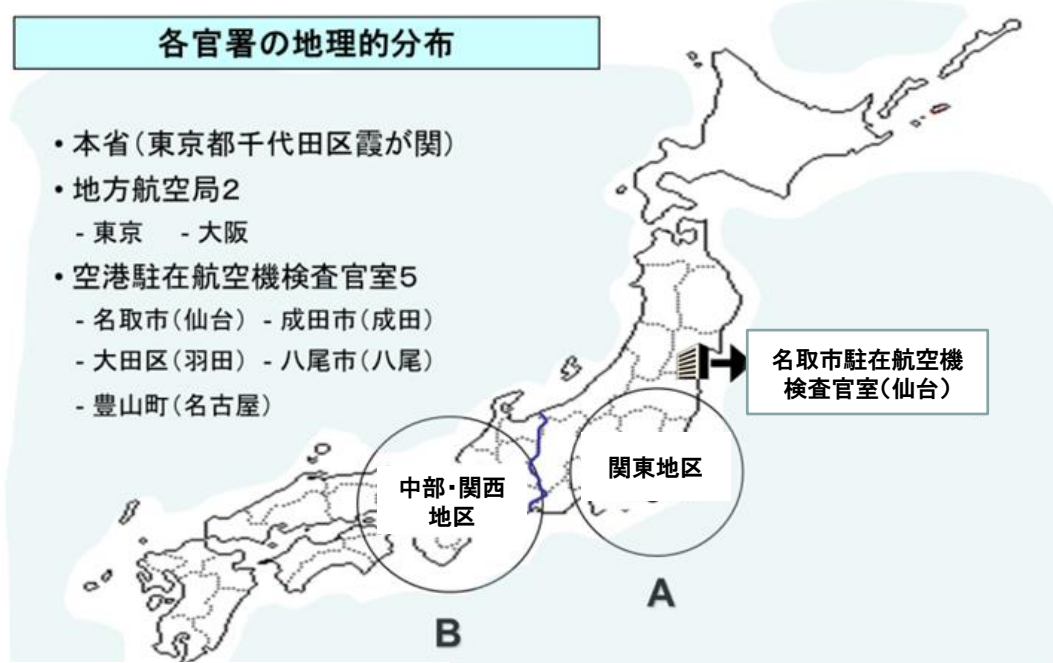 各官署の地理的分布
• 本省(東京都千代田区霞が関)
• 地方航空局2
- 東京 - 大阪
• 空港駐在航空機検査官室5
- 名取市(仙台) - 成田市(成田)
- 大田区(羽田) - 八尾市(八尾)
- 豊山町(名古屋)
名取市駐在航空機
検査官室(仙台)
関東地区
中部・関西
地区
A
B